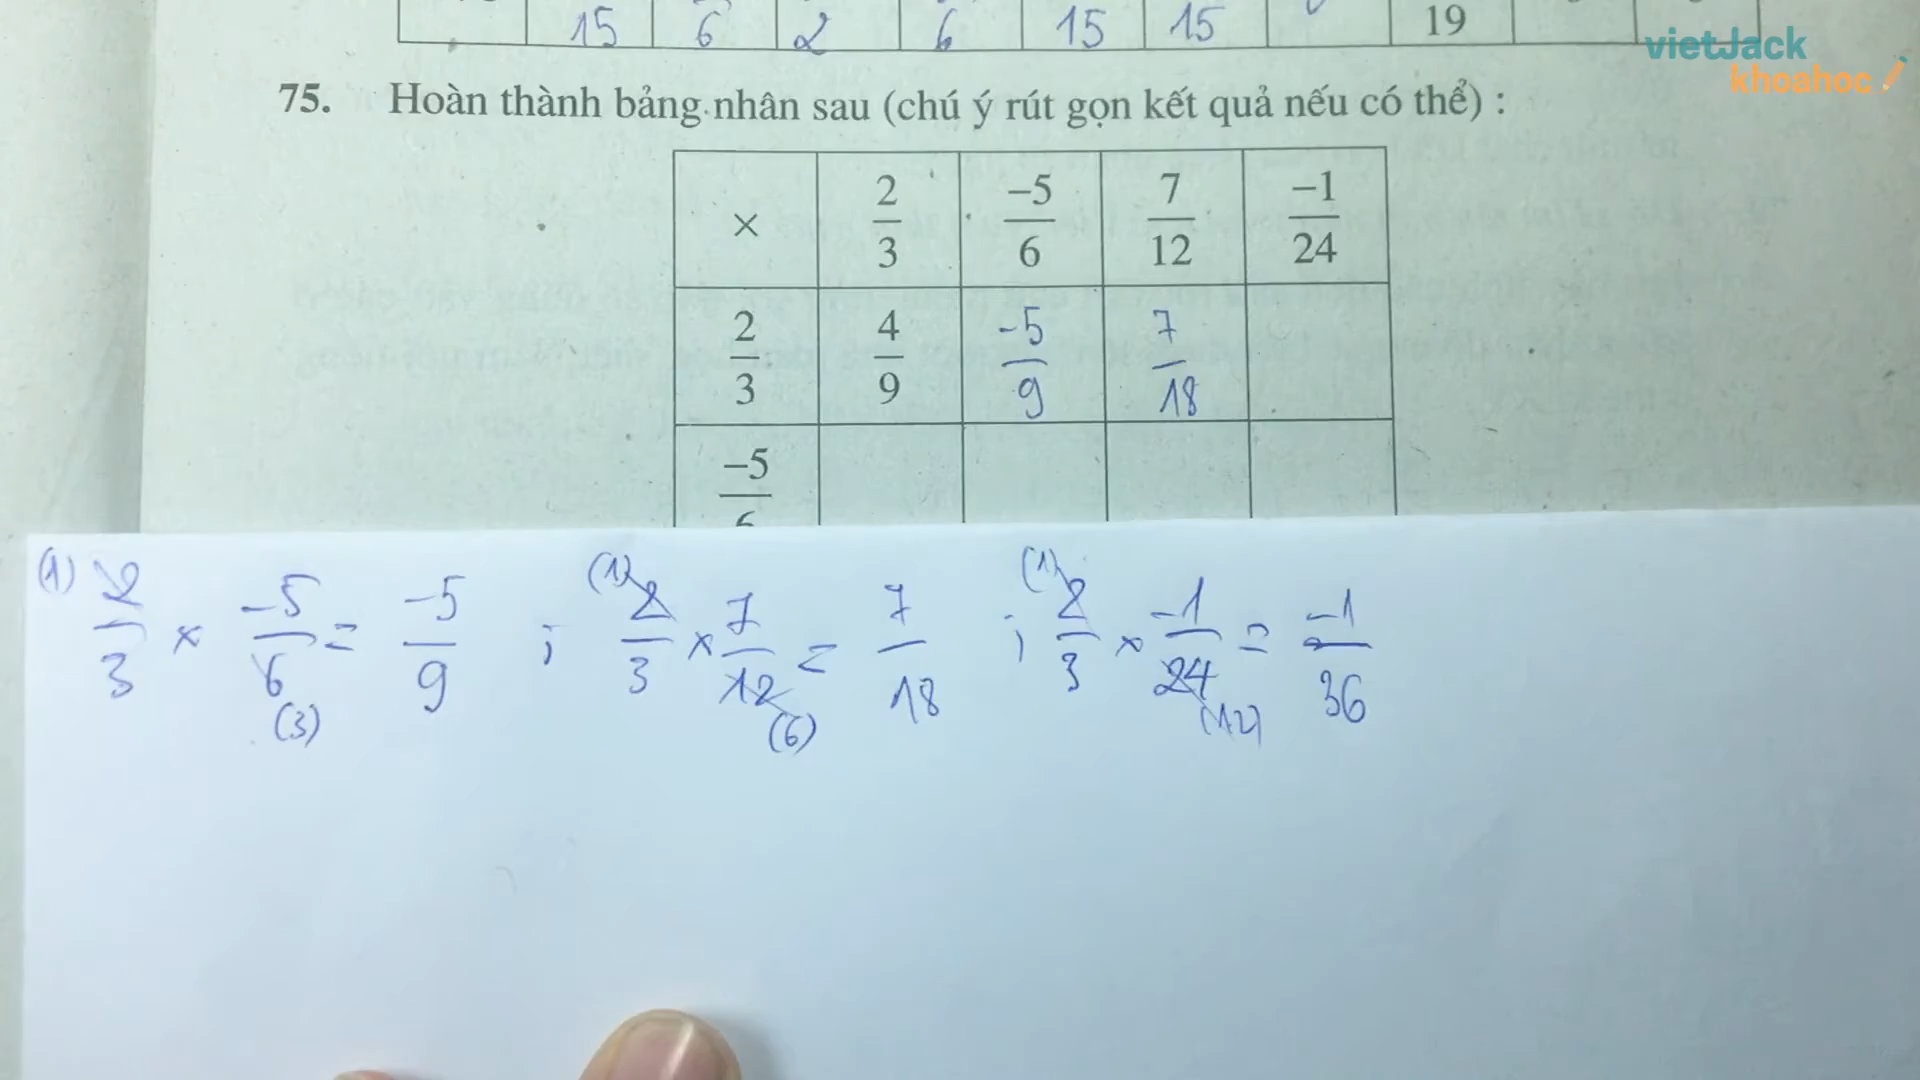 15 6 2 6 15 15 19
vietJack
khoahoc
75. Hoàn thành bảng nhân sau (chú ý rút gọn kết quả nếu có thể) :
× 2/3 -5/6 7/12 -1/24
2/3 4/9 -5/9 7/18
-5
(1) 2/3 × -5/6 (3) = -5/9 ; (1) 2/3 × 7/12 (6) = 7/18 ; (1) 2/3 × -1/24 (12) = -1/36